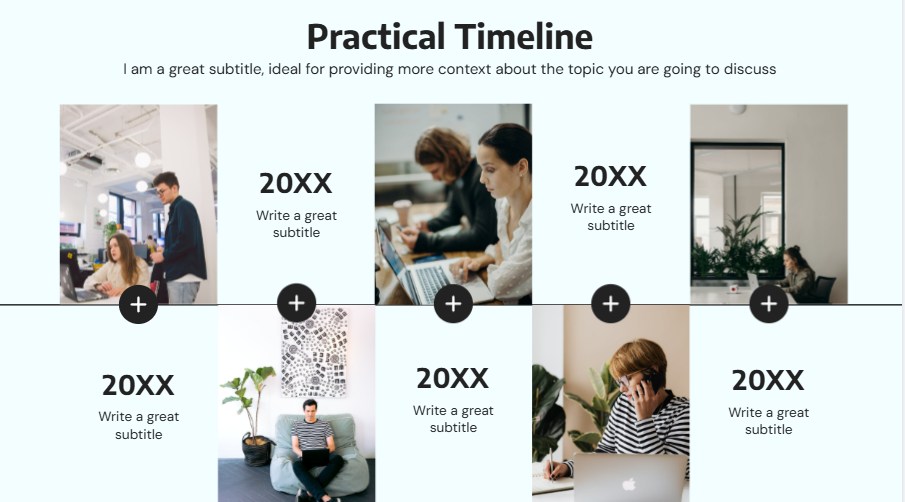 Practical Timeline
I am a great subtitle, ideal for providing more context about the topic you are going to discuss
20XX
Write a great
subtitle
20XX
Write a great
subtitle
20XX
Write a great
subtitle
20XX
Write a great
subtitle
20XX
Write a great
subtitle